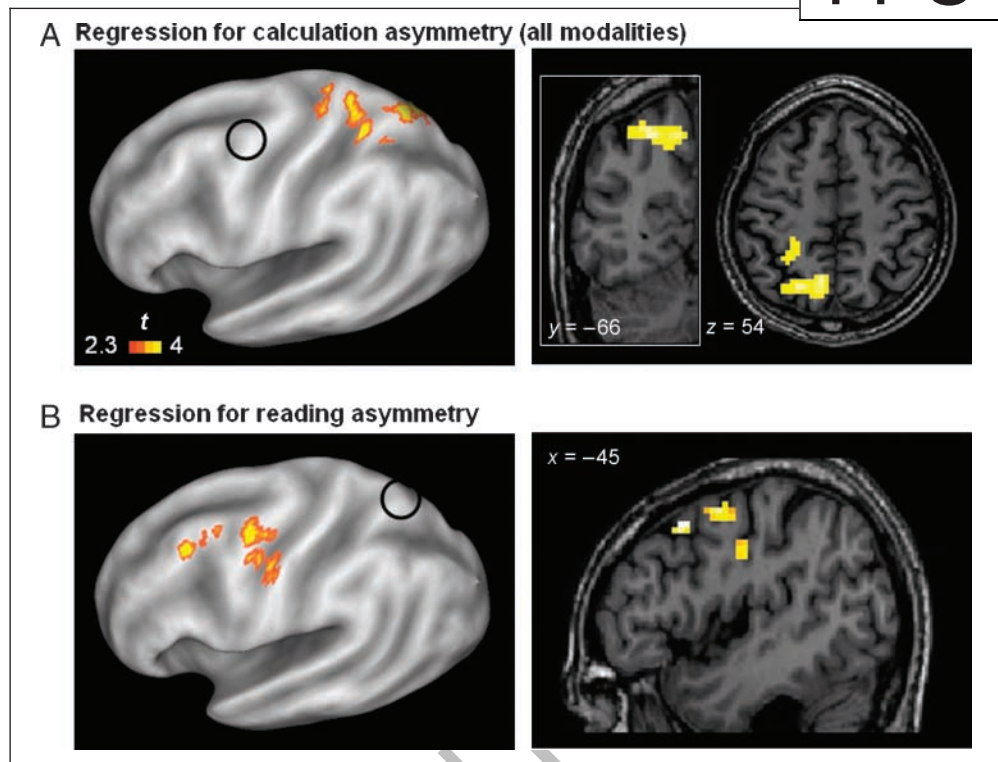 A Regression for calculation asymmetry (all modalities)
t
2.3 4
y = −66
z = 54
B Regression for reading asymmetry
x = −45